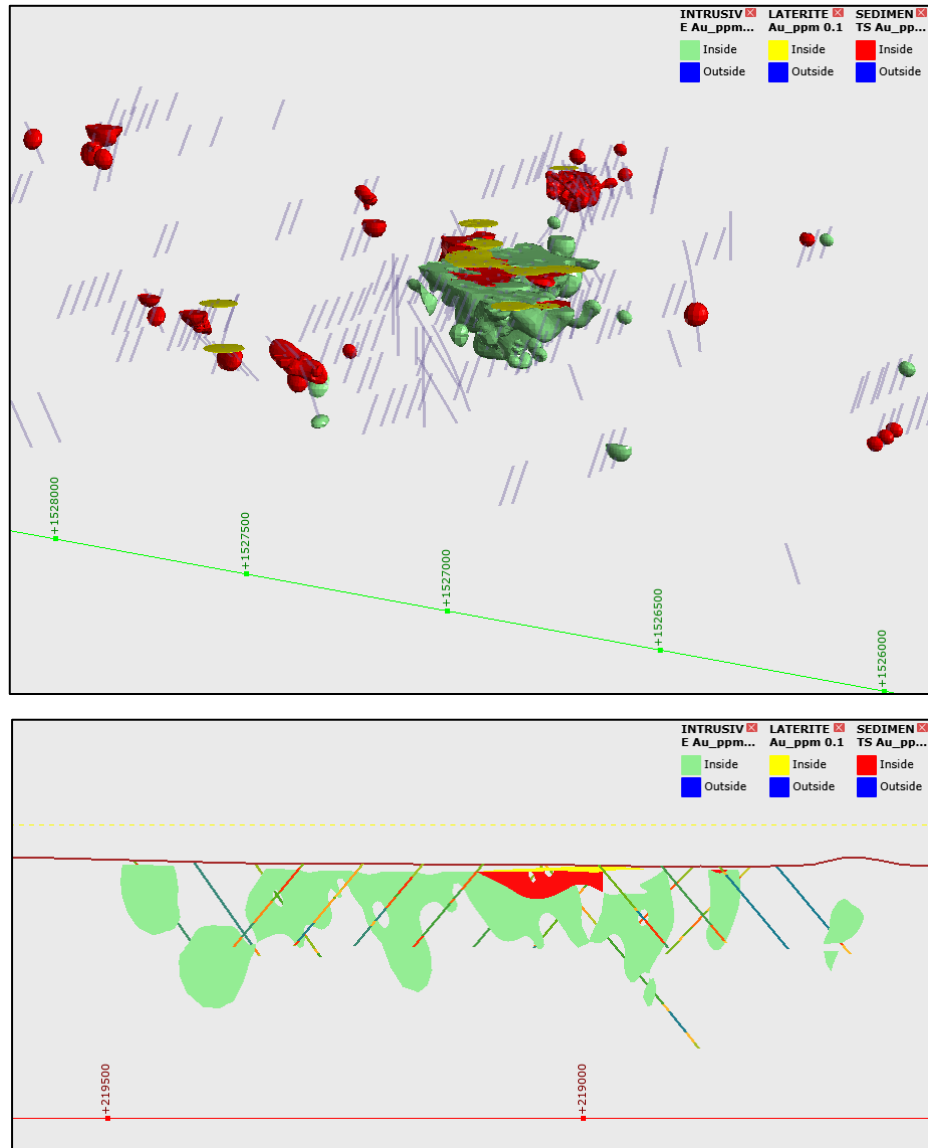 INTRUSIV LATERITE SEDIMEN
E Au_ppm... Au_ppm 0.1 TS Au_pp...
Inside Inside Inside
Outside Outside Outside
+1528000
+1527500
+1527000
+1526500
+1526000
INTRUSIV LATERITE SEDIMEN
E Au_ppm... Au_ppm 0.1 TS Au_pp...
Inside Inside Inside
Outside Outside Outside
+219500
+219000